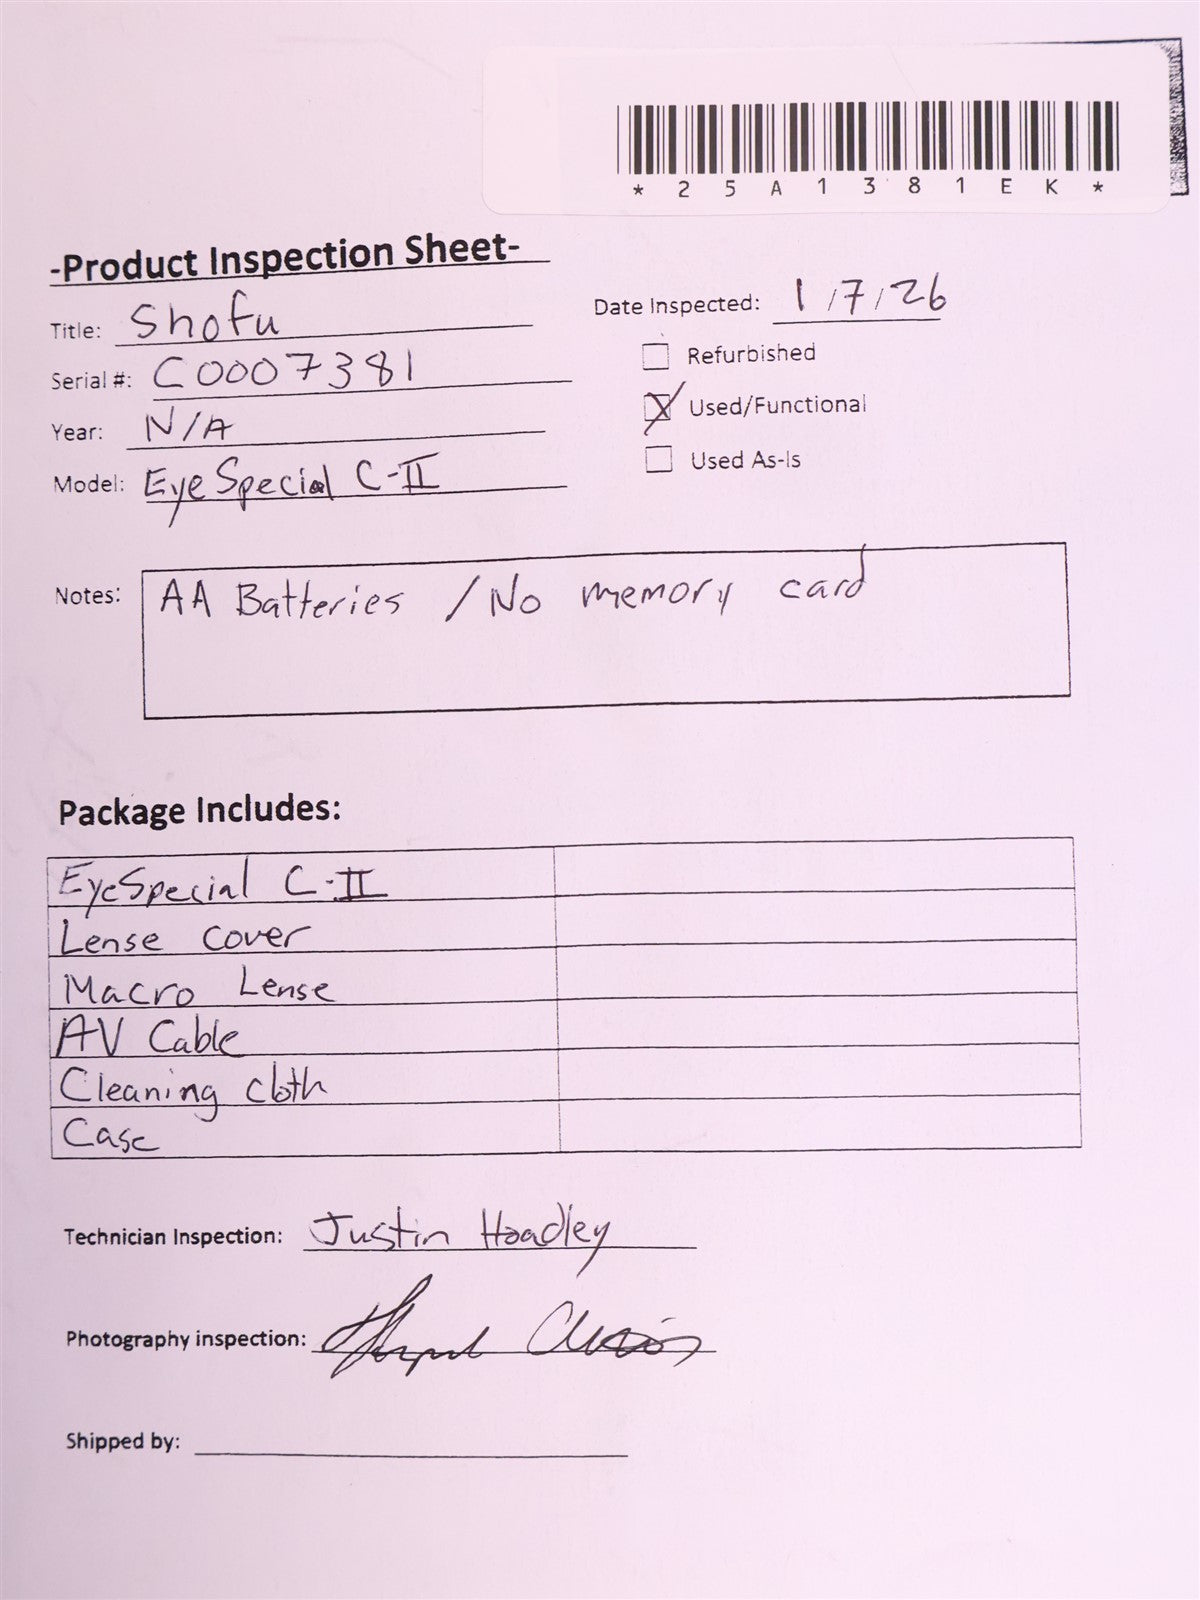 *25A1381EK*
-Product Inspection Sheet-
Title: Shofu
Date Inspected: 1/7/26
Serial #: C0007381
Refurbished
Year: N/A
Used/Functional
Model: EyeSpecial C-II
Used As-Is
Notes: AA Batteries / No memory card
Package Includes:
EyeSpecial C-II
Lense cover
Macro Lense
AV Cable
Cleaning cloth
Case
Technician Inspection: Justin Hoadley
Photography inspection:
Shipped by: